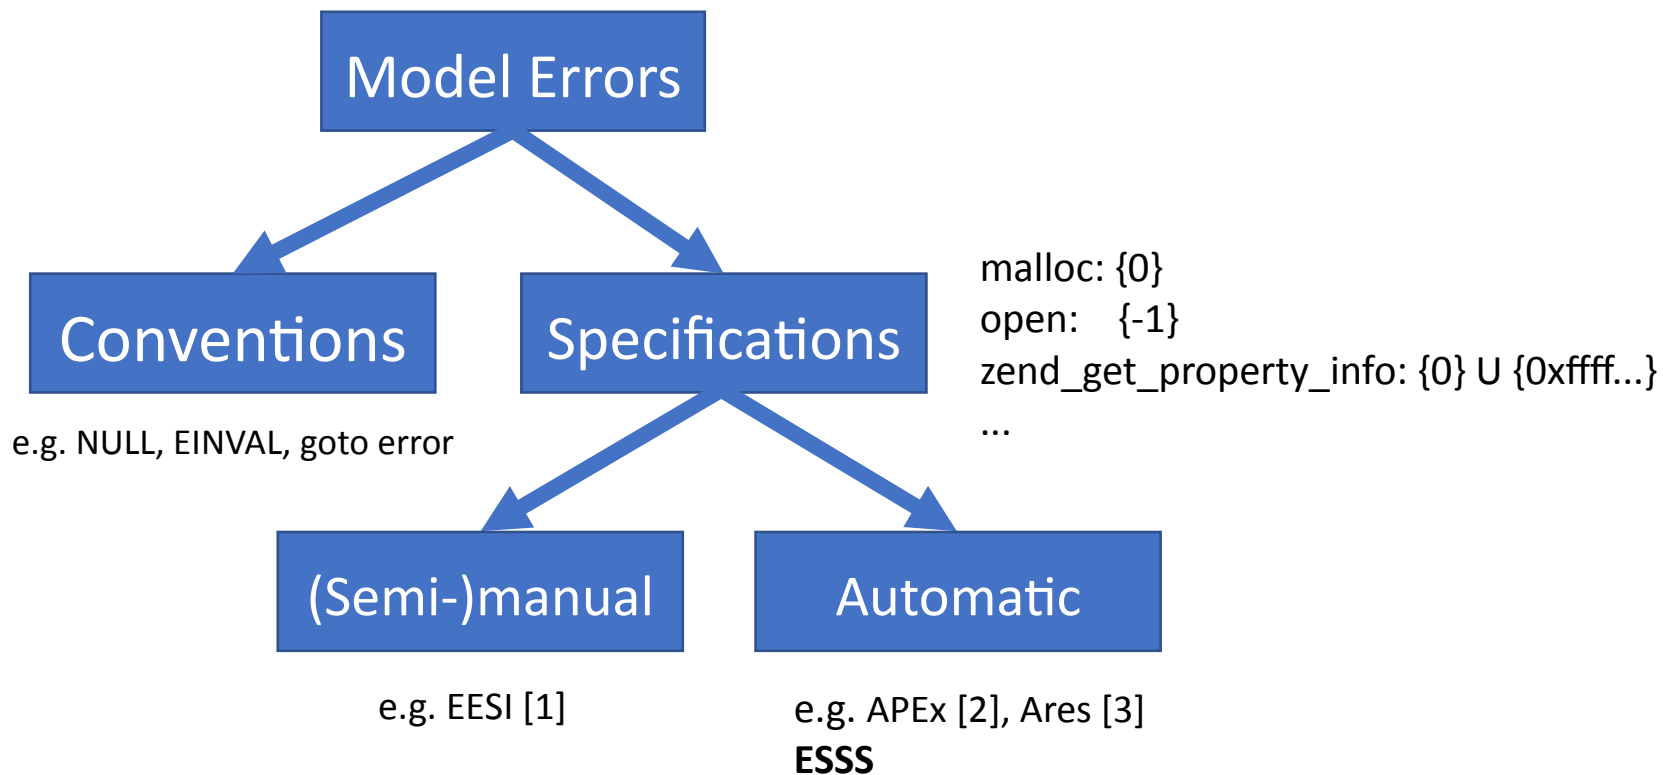 Model Errors
Conventions
Specifications
malloc: {0}
open: {-1}
zend_get_property_info: {0} U {0xffff...}
...
e.g. NULL, EINVAL, goto error
(Semi-)manual
Automatic
e.g. EESI [1]
e.g. APEx [2], Ares [3]
ESSS